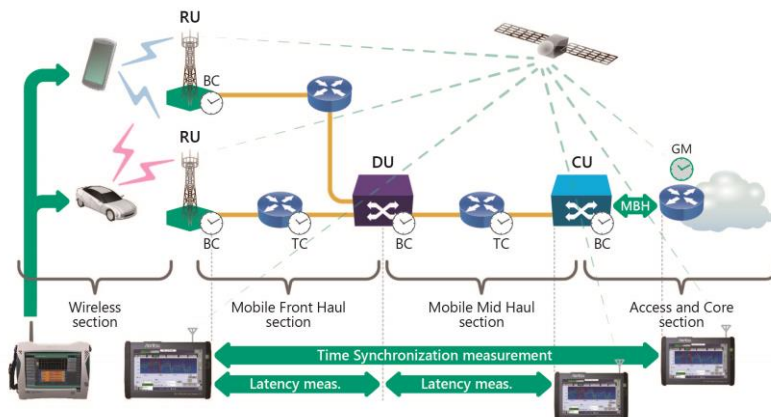 RU
BC
RU
DU
CU
GM
MBH
BC
TC
BC
TC
BC
Wireless
section
Mobile Front Haul
section
Mobile Mid Haul
section
Access and Core
section
Time Synchronization measurement
Latency meas.
Latency meas.